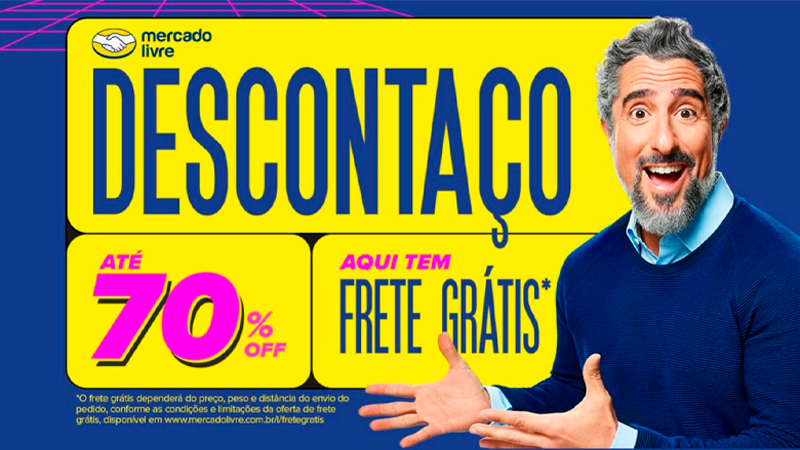 mercado
livre
DESCONTAÇO
ATÉ
70% OFF
AQUI TEM
FRETE GRÁTIS*
*O frete grátis dependerá do preço, peso e distância do envio do
pedido, conforme as condições e limitações da oferta de frete
grátis, disponível em www.mercadolivre.com.br/l/fretegratis